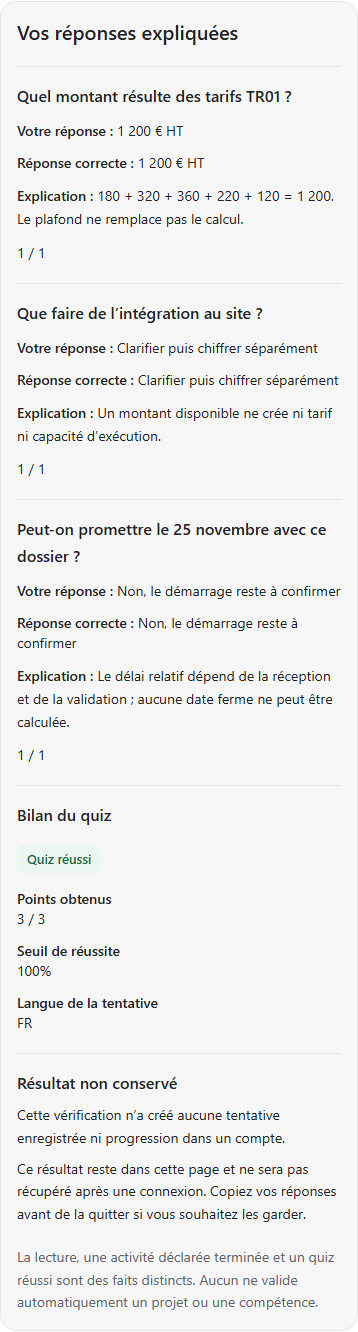 Vos réponses expliquées
Quel montant résulte des tarifs TR01 ?
Votre réponse : 1 200 € HT
Réponse correcte : 1 200 € HT
Explication : 180 + 320 + 360 + 220 + 120 = 1 200.
Le plafond ne remplace pas le calcul.
1 / 1
Que faire de l’intégration au site ?
Votre réponse : Clarifier puis chiffrer séparément
Réponse correcte : Clarifier puis chiffrer séparément
Explication : Un montant disponible ne crée ni tarif
ni capacité d’exécution.
1 / 1
Peut-on promettre le 25 novembre avec ce
dossier ?
Votre réponse : Non, le démarrage reste à confirmer
Réponse correcte : Non, le démarrage reste à
confirmer
Explication : Le délai relatif dépend de la réception
et de la validation ; aucune date ferme ne peut être
calculée.
1 / 1
Bilan du quiz
Quiz réussi
Points obtenus
3 / 3
Seuil de réussite
100%
Langue de la tentative
FR
Résultat non conservé
Cette vérification n’a créé aucune tentative
enregistrée ni progression dans un compte.
Ce résultat reste dans cette page et ne sera pas
récupéré après une connexion. Copiez vos réponses
avant de la quitter si vous souhaitez les garder.
La lecture, une activité déclarée terminée et un quiz
réussi sont des faits distincts. Aucun ne valide
automatiquement un projet ou une compétence.